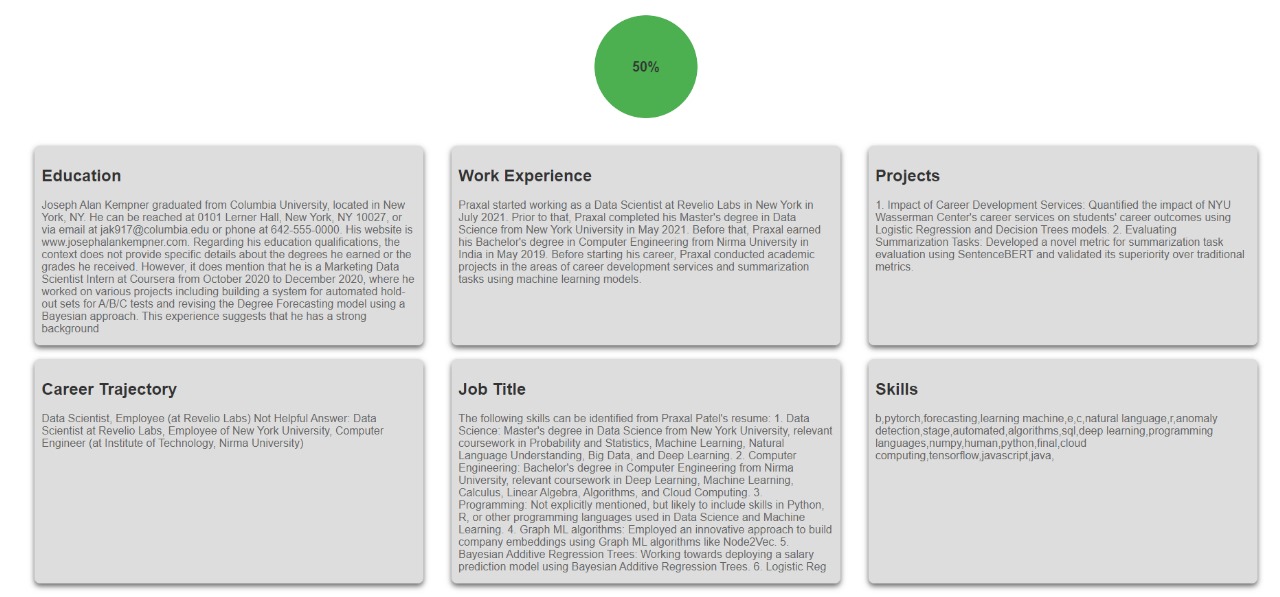 50%
Education
Joseph Alan Kempner graduated from Columbia University, located in New
York, NY. He can be reached at 0101 Lerner Hall, New York, NY 10027, or
via email at jak917@columbia.edu or phone at 642-555-0000. His website is
www.josephalankempner.com. Regarding his education qualifications, the
context does not provide specific details about the degrees he earned or the
grades he received. However, it does mention that he is a Marketing Data
Scientist Intern at Coursera from October 2020 to December 2020, where he
worked on various projects including building a system for automated hold-
out sets for A/B/C tests and revising the Degree Forecasting model using a
Bayesian approach. This experience suggests that he has a strong
background
Work Experience
Praxal started working as a Data Scientist at Revelio Labs in New York in
July 2021. Prior to that, Praxal completed his Master's degree in Data
Science from New York University in May 2021. Before that, Praxal earned
his Bachelor's degree in Computer Engineering from Nirma University in
India in May 2019. Before starting his career, Praxal conducted academic
projects in the areas of career development services and summarization
tasks using machine learning models.
Projects
1. Impact of Career Development Services: Quantified the impact of NYU
Wasserman Center's career services on students' career outcomes using
Logistic Regression and Decision Trees models. 2. Evaluating
Summarization Tasks: Developed a novel metric for summarization task
evaluation using SentenceBERT and validated its superiority over traditional
metrics.
Career Trajectory
Data Scientist, Employee (at Revelio Labs) Not Helpful Answer: Data
Scientist at Revelio Labs, Employee of New York University, Computer
Engineer (at Institute of Technology, Nirma University)
Job Title
The following skills can be identified from Praxal Patel's resume: 1. Data
Science: Master's degree in Data Science from New York University, relevant
coursework in Probability and Statistics, Machine Learning, Natural
Language Understanding, Big Data, and Deep Learning. 2. Computer
Engineering: Bachelor's degree in Computer Engineering from Nirma
University, relevant coursework in Deep Learning, Machine Learning,
Calculus, Linear Algebra, Algorithms, and Cloud Computing. 3.
Programming: Not explicitly mentioned, but likely to include skills in Python,
R, or other programming languages used in Data Science and Machine
Learning. 4. Graph ML algorithms: Employed an innovative approach to build
company embeddings using Graph ML algorithms like Node2Vec. 5.
Bayesian Additive Regression Trees: Working towards deploying a salary
prediction model using Bayesian Additive Regression Trees. 6. Logistic Reg
Skills
b,pytorch,forecasting,learning machine,e,c,natural language,r,anomaly
detection,stage,automated,algorithms,sql,deep learning,programming
languages,numpy,human,python,final,cloud
computing,tensorflow,javascript,java,